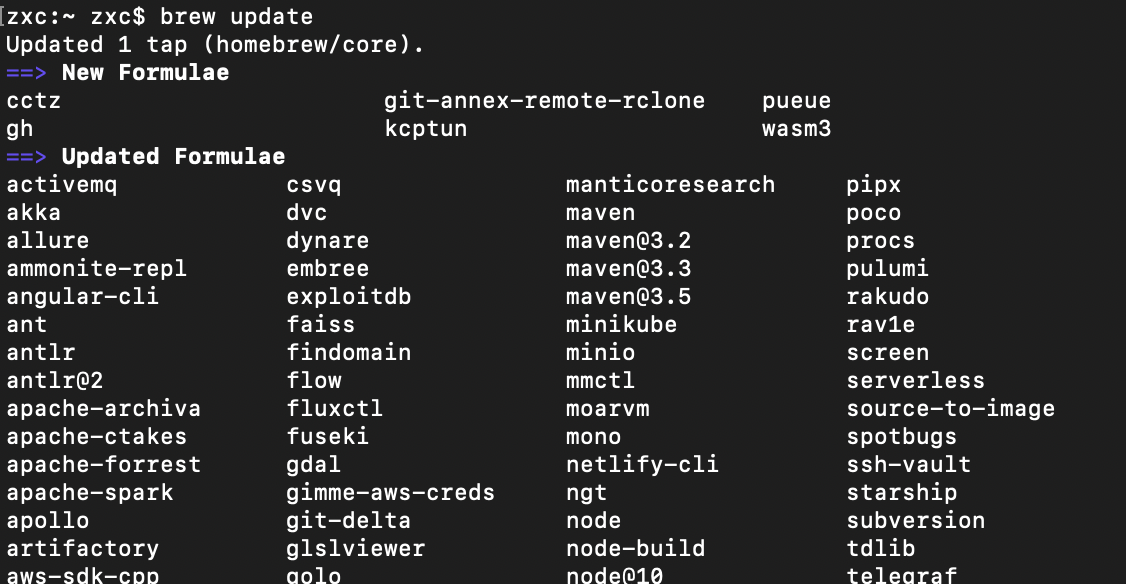 zxc:~ zxc$ brew update
Updated 1 tap (homebrew/core).
==> New Formulae
cctz git-annex-remote-rclone pueue
gh kcptun wasm3
==> Updated Formulae
activemq csvq manticoresearch pipx
akka dvc maven poco
allure dynare maven@3.2 procs
ammonite-repl embree maven@3.3 pulumi
angular-cli exploitdb maven@3.5 rakudo
ant faiss minikube rav1e
antlr findomain minio screen
antlr@2 flow mmctl serverless
apache-archiva fluxctl moarvm source-to-image
apache-ctakes fuseki mono spotbugs
apache-forrest gdal netlify-cli ssh-vault
apache-spark gimme-aws-creds ngt starship
apollo git-delta node subversion
artifactory glslviewer node-build tdlib
aws-sdk-cpp golo node@10 telegraf